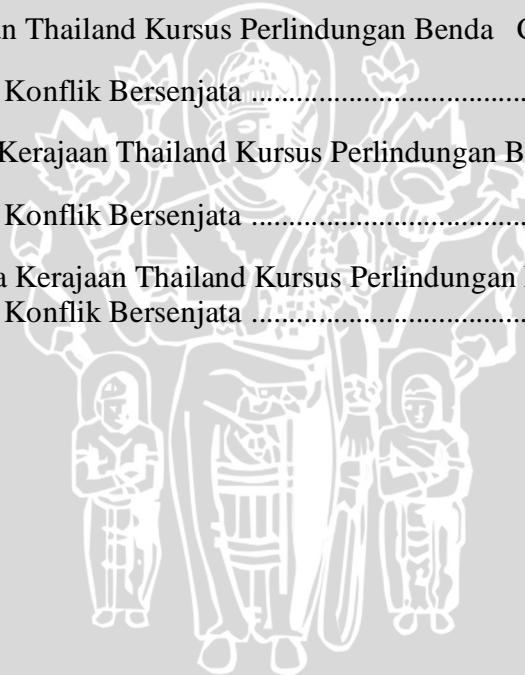 Thailand Kursus Perlindungan Benda
Konflik Bersenjata ....................................
Kerajaan Thailand Kursus Perlindungan
Konflik Bersenjata ....................................
Kerajaan Thailand Kursus Perlindungan
Konflik Bersenjata ....................................